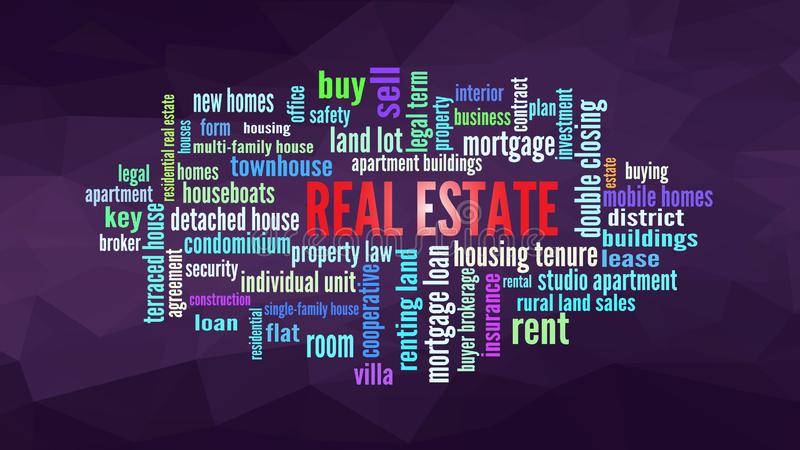 buy
sell
legal term
interior
contract
office
new homes
safety
property
business
plan
investment
residential real estate
houses
form
housing
land lot
mortgage
double closing
multi-family house
apartment buildings
legal
homes
townhouse
estate
buying
apartment
houseboats
REAL ESTATE
mobile homes
key
detached house
district
broker
condominium
property law
housing tenure
buildings
terraced house
agreement
security
individual unit
cooperative
renting land
mortgage loan
buyer brokerage
insurance
rental
studio apartment
lease
construction
single-family house
rural land sales
loan
residential
flat
room
rent
villa
dreamstime